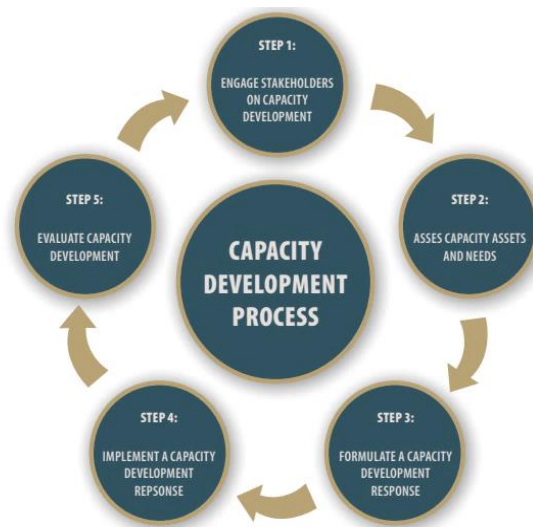 STEP 1:
ENGAGE STAKEHOLDERS
ON CAPACITY
DEVELOPMENT
STEP 2:
ASSES CAPACITY ASSETS
AND NEEDS
STEP 3:
FORMULATE A CAPACITY
DEVELOPMENT
RESPONSE
STEP 4:
IMPLEMENT A CAPACITY
DEVELOPMENT
REPSONSE
STEP 5:
EVALUATE CAPACITY
DEVELOPMENT
CAPACITY
DEVELOPMENT
PROCESS